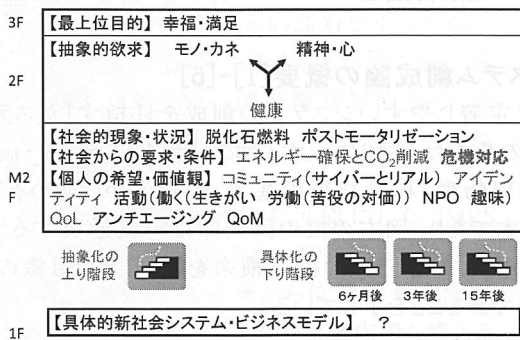 3F 【最上位目的】 幸福・満足
【抽象的欲求】 モノ・カネ 精神・心
2F
健康
【社会的現象・状況】 脱化石燃料 ポストモータリゼーション
【社会からの要求・条件】 エネルギー確保とCO₂削減 危機対応
M2F 【個人の希望・価値観】 コミュニティ(サイバーとリアル) アイデン
ティティ 活動(働く(生きがい 労働(苦役の対価)) NPO 趣味)
QoL アンチエージング QoM
抽象化の上り階段
具体化の下り階段
6ヶ月後 3年後 15年後
1F 【具体的新社会システム・ビジネスモデル】 ?